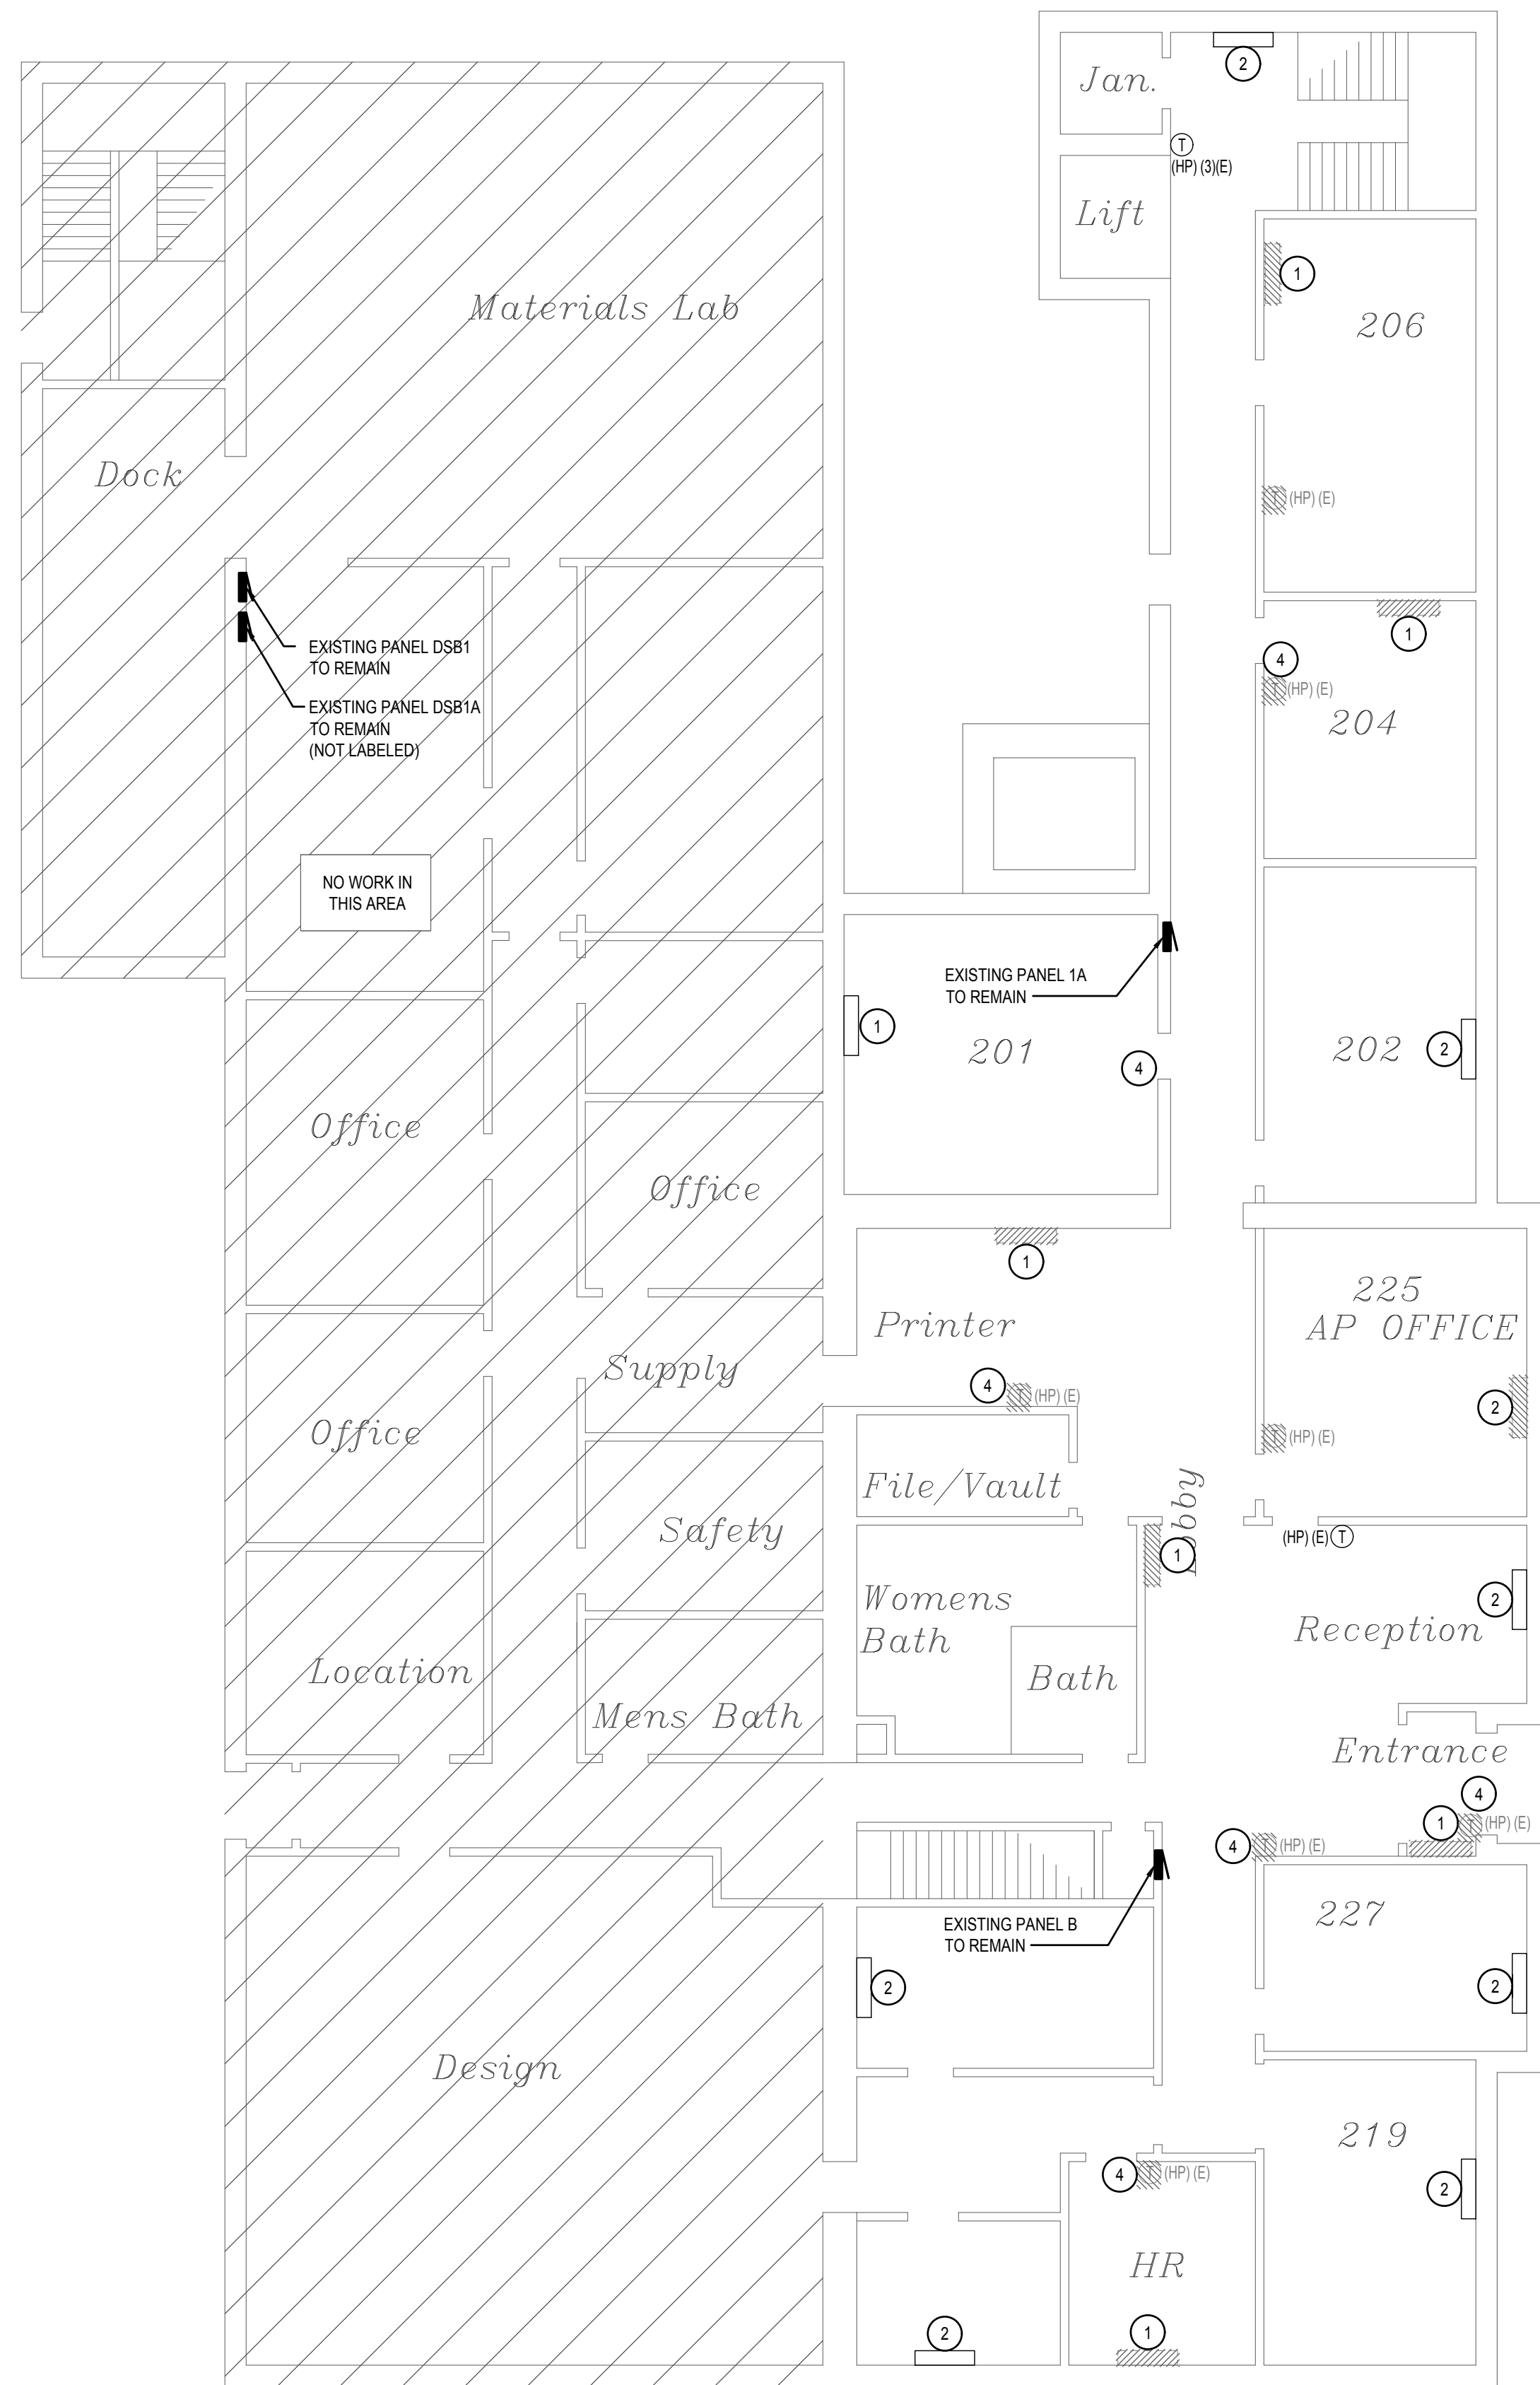 Jan.
2
T
(HP) (3)(E)
Lift
1
206
Materials Lab
Dock
T (HP) (E)
EXISTING PANEL DSB1
TO REMAIN
1
4
T (HP) (E)
204
EXISTING PANEL DSB1A
TO REMAIN
(NOT LABELED)
NO WORK IN
THIS AREA
EXISTING PANEL 1A
TO REMAIN
1
201
4
202
2
Office
Office
1
225
AP OFFICE
Printer
Supply
4
T (HP) (E)
2
Office
T (HP) (E)
File/Vault
Lobby
Safety
1
(HP) (E) T
Womens
Bath
2
Reception
Location
Bath
Mens Bath
Entrance
4
1
T (HP) (E)
4
T (HP) (E)
227
EXISTING PANEL B
TO REMAIN
2
2
Design
219
4
T (HP) (E)
2
HR
2
1